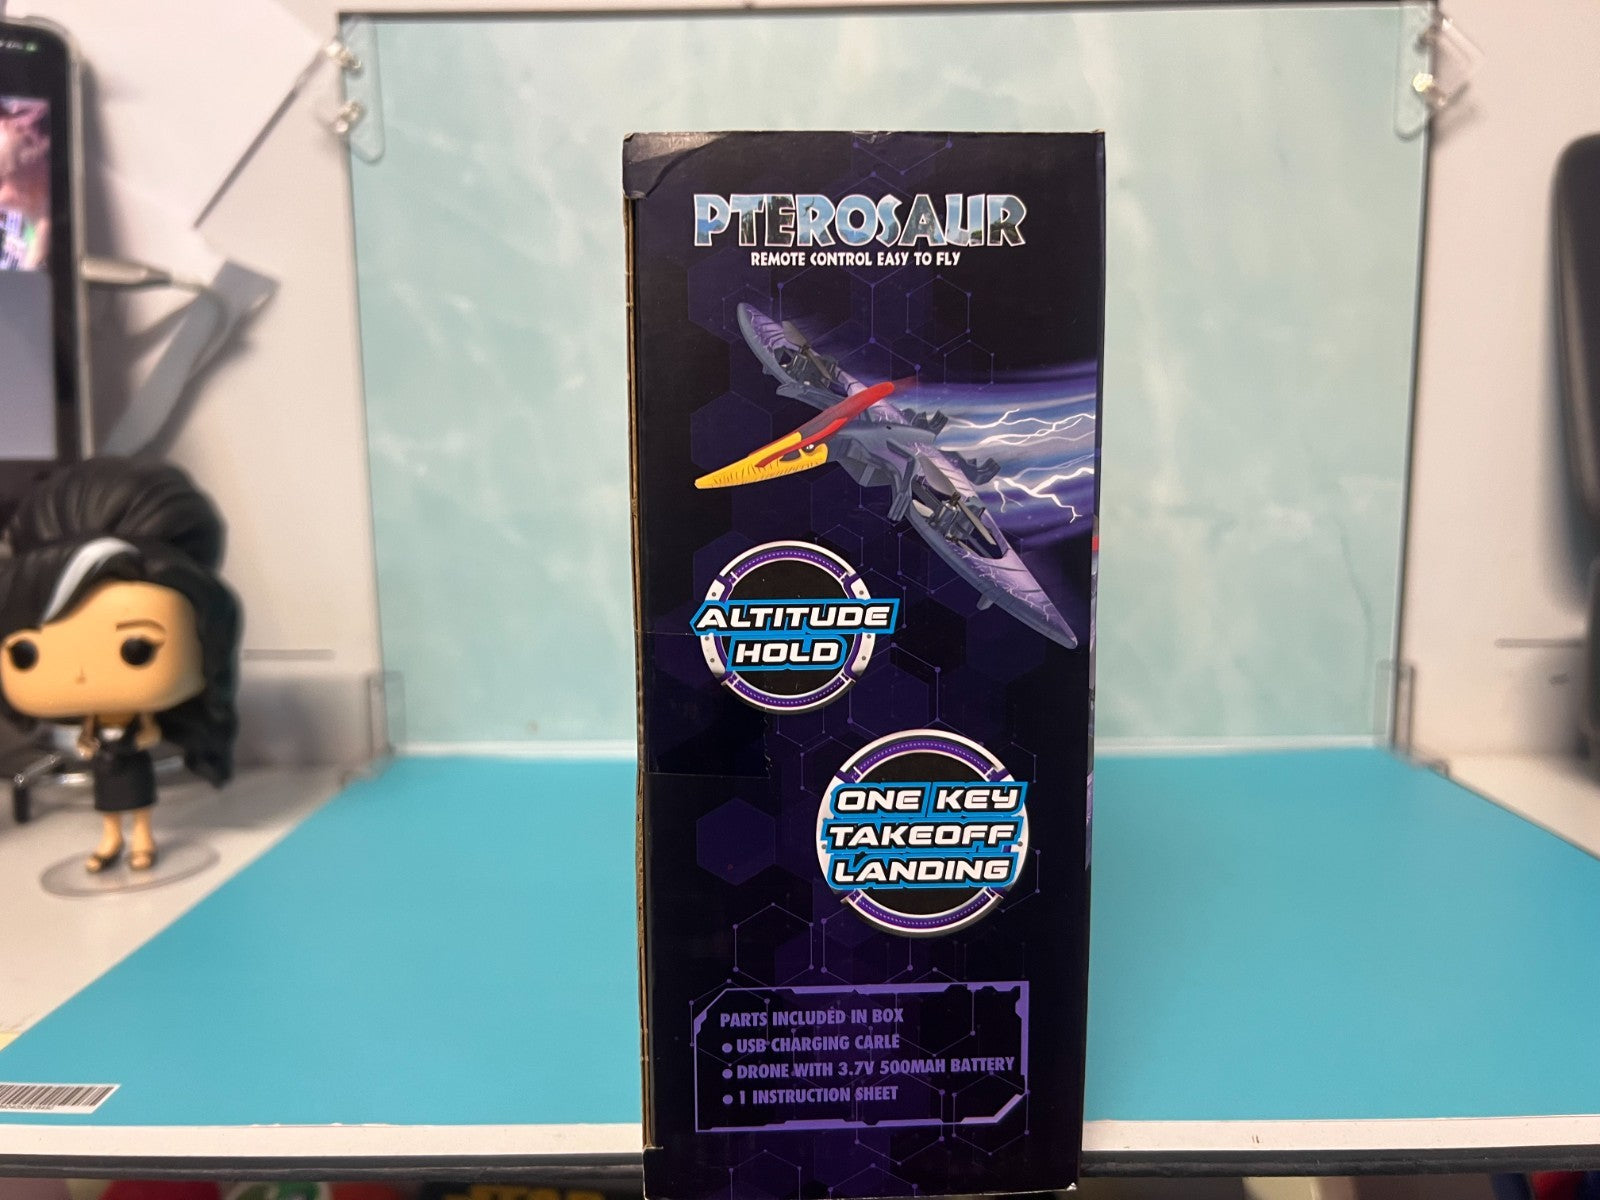 PTEROSAUR
REMOTE CONTROL EASY TO FLY
ALTITUDE
HOLD
ONE KEY
TAKEOFF
LANDING
PARTS INCLUDED IN BOX
• USB CHARGING CARLE
• DRONE WITH 3.7V 500MAH BATTERY
• 1 INSTRUCTION SHEET